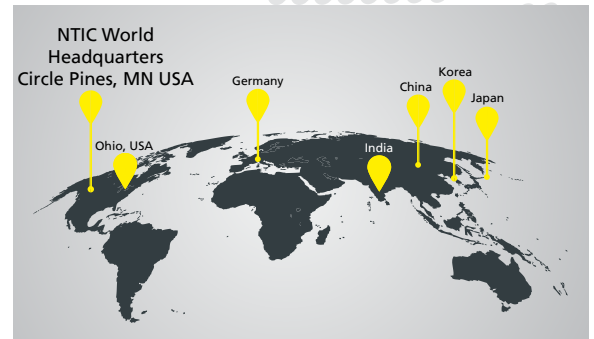 NTIC World
Headquarters
Circle Pines, MN USA
Ohio, USA
Germany
India
China
Korea
Japan